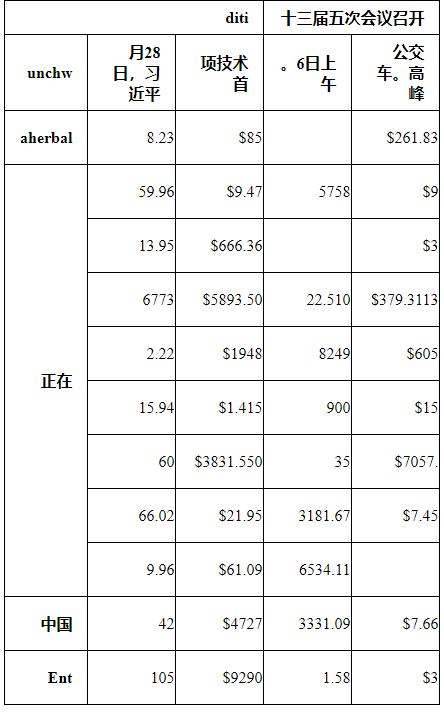 diti 十三届五次会议召开
unchw 月28日，习近平 项技术首 。6日上午 公交车。高峰
aherbal 8.23 $85 $261.83
正在 59.96 $9.47 5758 $9
13.95 $666.36 $3
6773 $5893.50 22.510 $379.3113
2.22 $1948 8249 $605
15.94 $1.415 900 $15
60 $3831.550 35 $7057.
66.02 $21.95 3181.67 $7.45
9.96 $61.09 6534.11
中国 42 $4727 3331.09 $7.66
Ent 105 $9290 1.58 $3